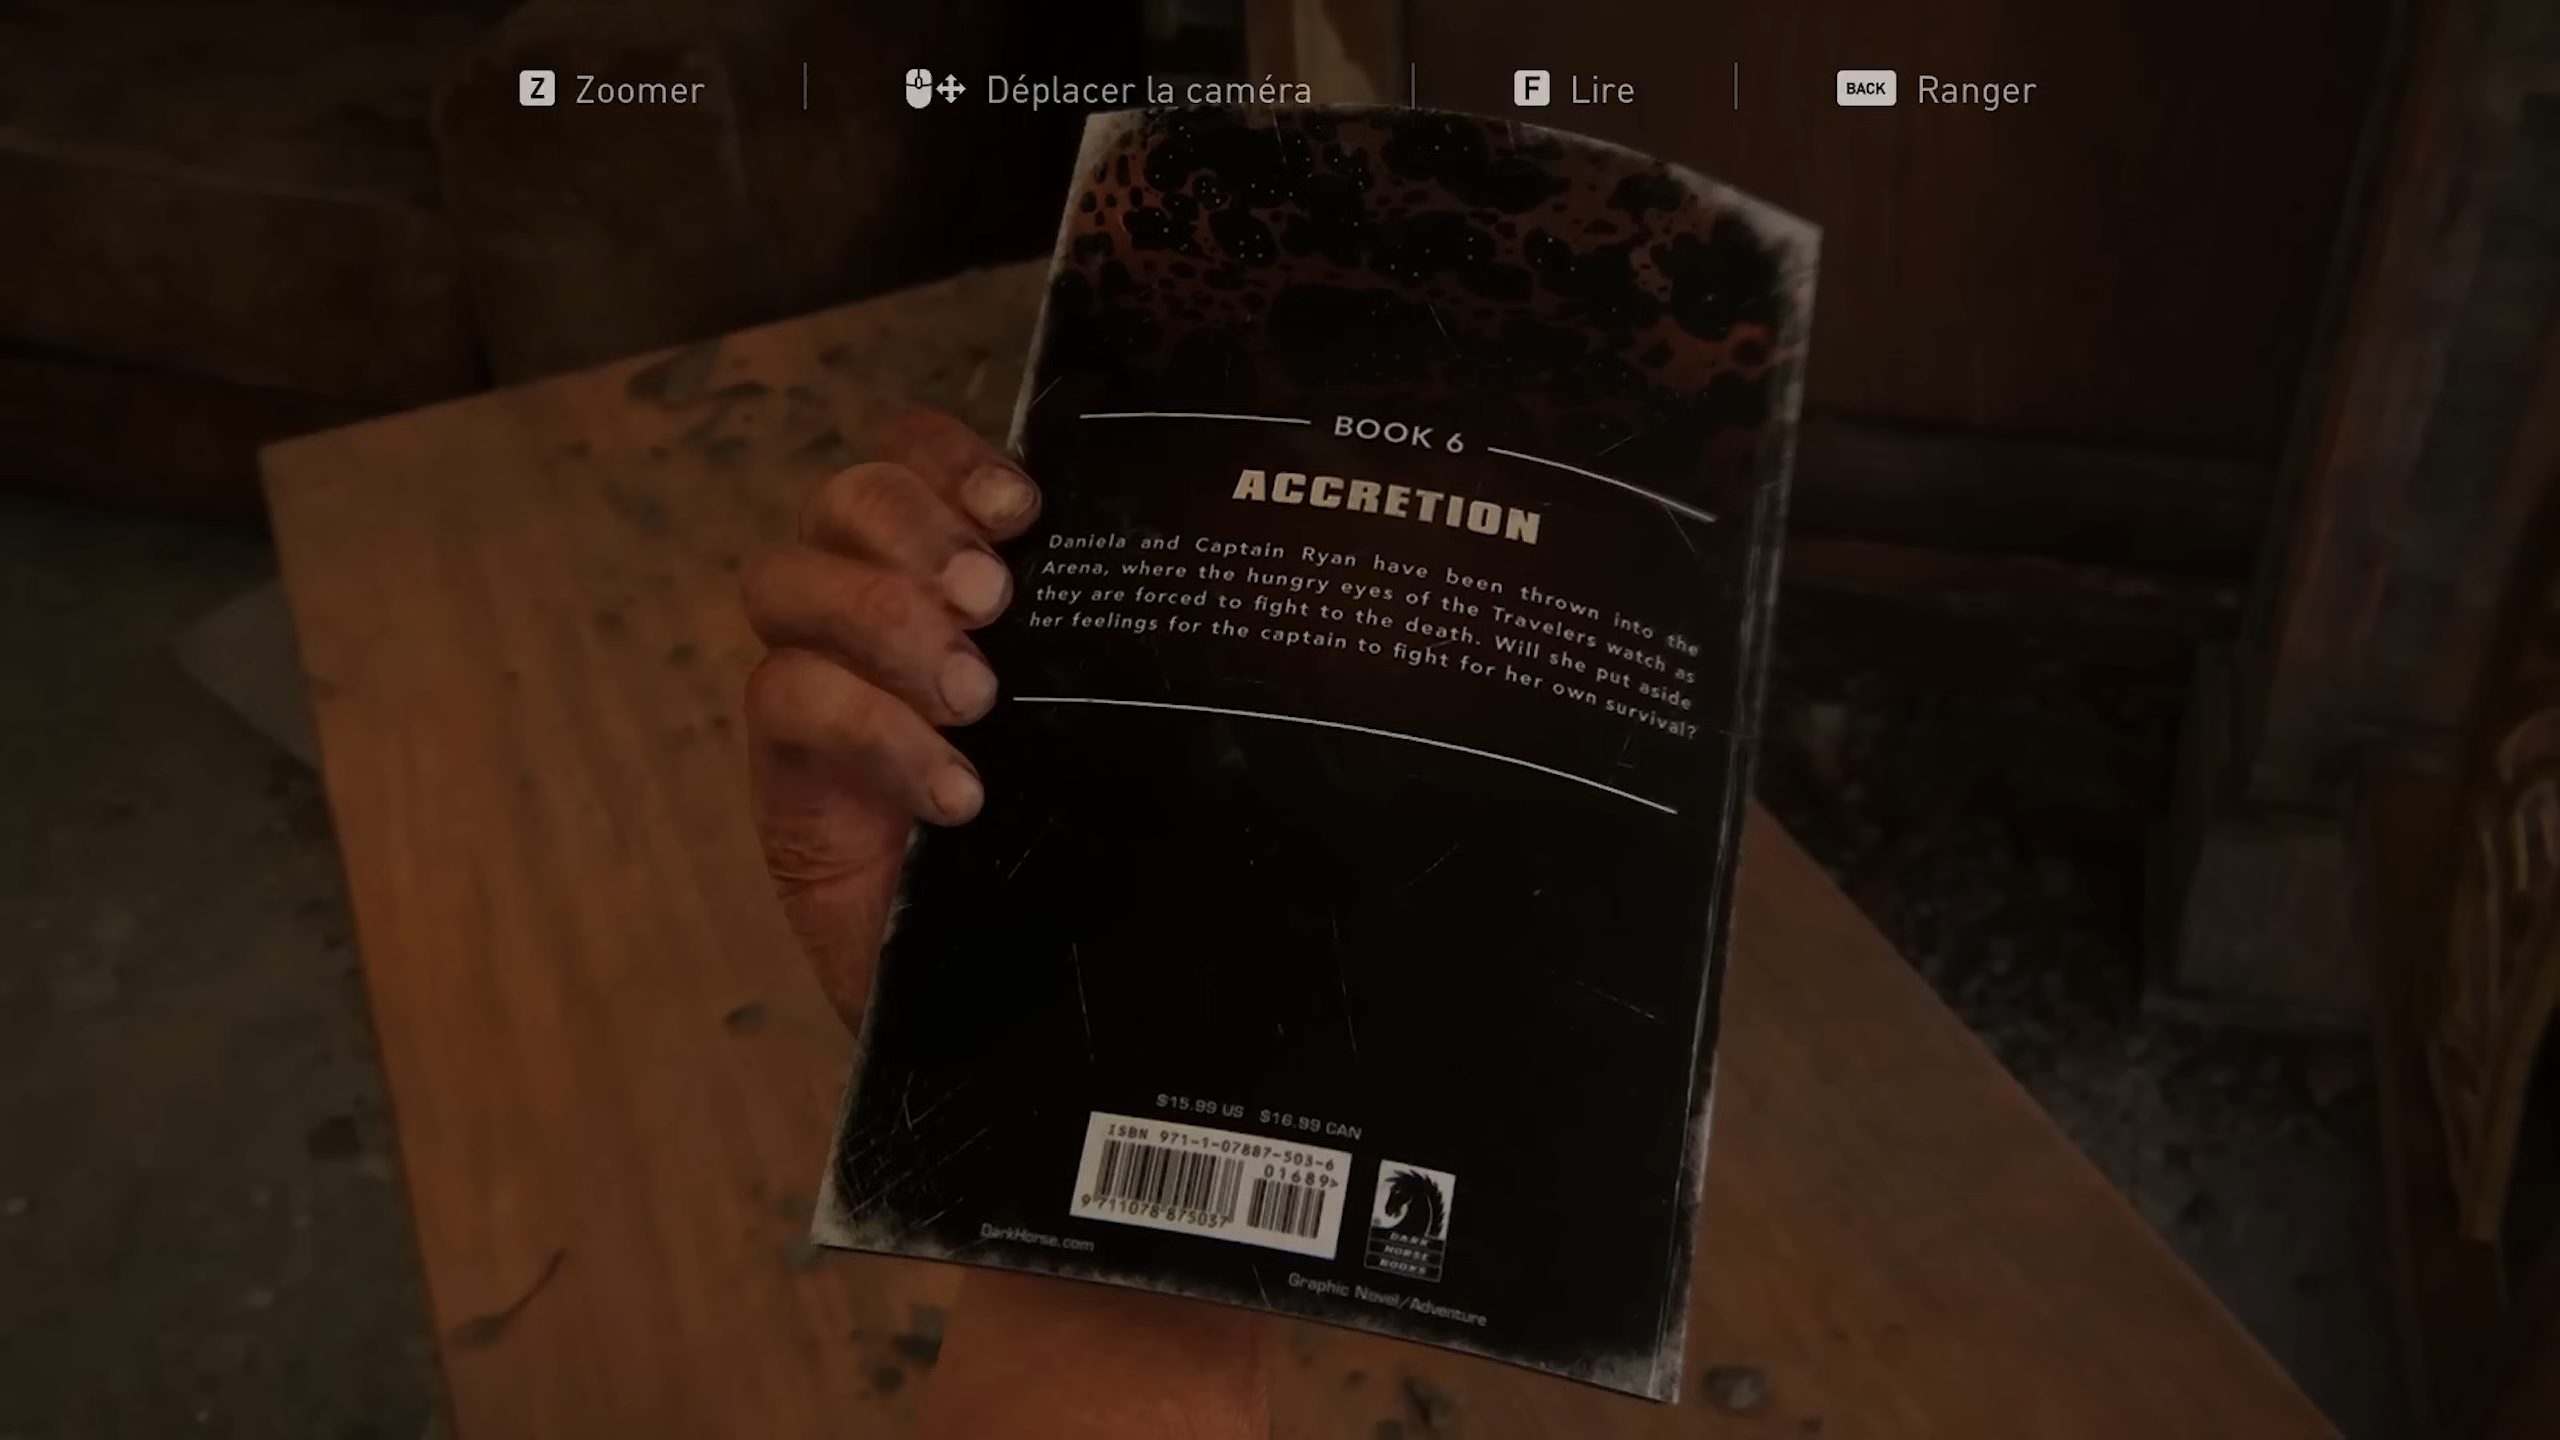 Z Zoomer
Déplacer la caméra
F Lire
BACK Ranger
BOOK 6
ACCRETION
Daniela and Captain Ryan have been thrown into the
Arena, where the hungry eyes of the Travelers watch as
they are forced to fight to the death. Will she put aside
her feelings for the captain to fight for her own survival?
$15.99 US $16.99 CAN
ISBN 971-1-07887-503-6
01689>
9 711078 875037
DarkHorse.com
DARK
HORSE
BOOKS
Graphic Novel/Adventure